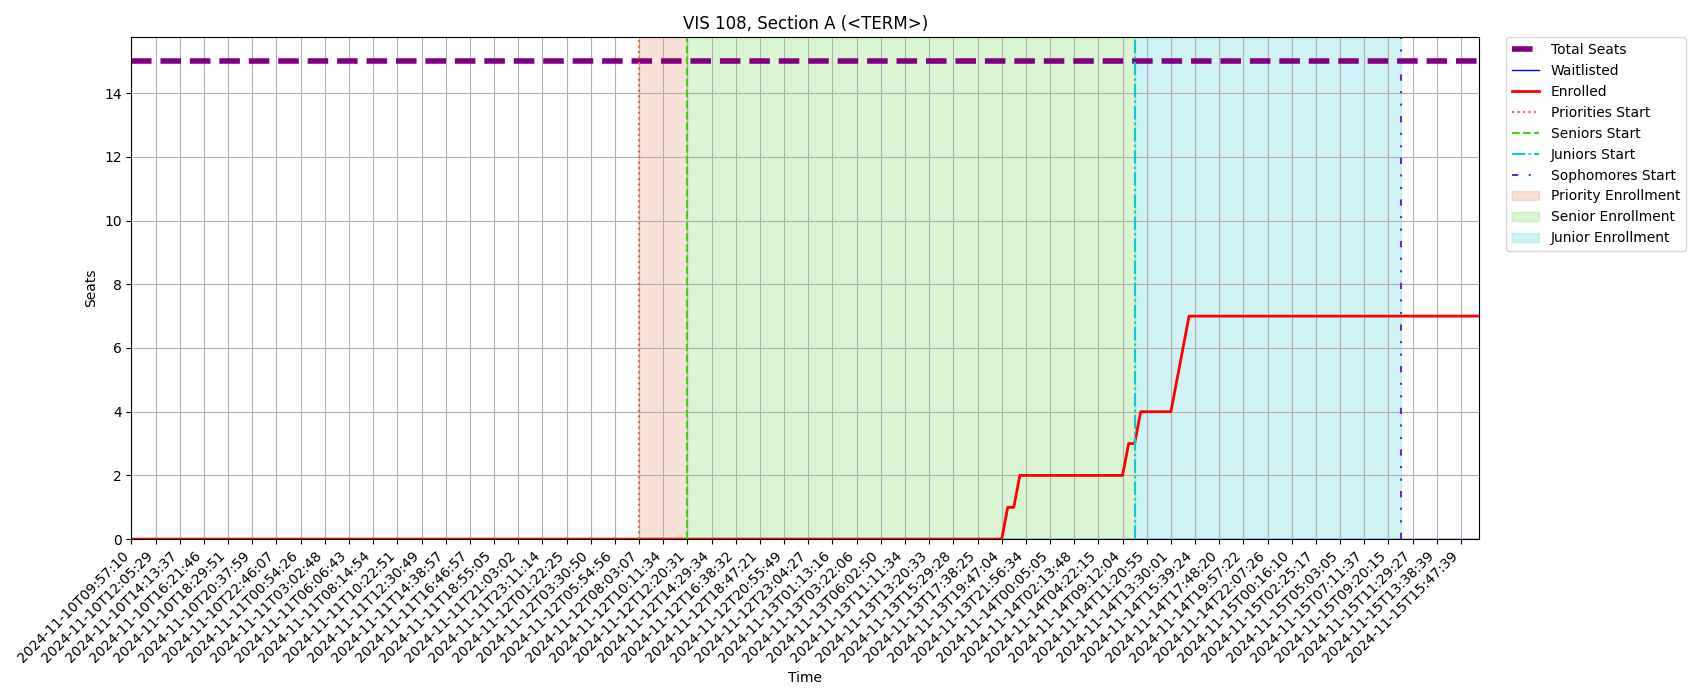 VIS 108, Section A (<TERM>)
Total Seats
Waitlisted
Enrolled
Priorities Start
Seniors Start
Juniors Start
Sophomores Start
Priority Enrollment
Senior Enrollment
Junior Enrollment
Seats
14
12
10
8
6
4
2
0
2024-11-10T09:57:10
2024-11-10T12:05:29
2024-11-10T14:13:37
2024-11-10T16:21:46
2024-11-10T18:29:51
2024-11-10T20:37:59
2024-11-10T22:46:07
2024-11-11T00:54:26
2024-11-11T03:02:48
2024-11-11T06:06:43
2024-11-11T08:14:54
2024-11-11T10:22:51
2024-11-11T12:30:49
2024-11-11T14:38:57
2024-11-11T16:46:57
2024-11-11T18:55:05
2024-11-11T21:03:02
2024-11-11T23:11:14
2024-11-12T01:22:25
2024-11-12T03:30:50
2024-11-12T05:54:56
2024-11-12T08:03:07
2024-11-12T10:11:34
2024-11-12T12:20:31
2024-11-12T14:29:34
2024-11-12T16:38:32
2024-11-12T18:47:21
2024-11-12T20:55:49
2024-11-12T23:04:27
2024-11-13T01:13:16
2024-11-13T03:22:06
2024-11-13T06:02:50
2024-11-13T11:11:34
2024-11-13T13:20:33
2024-11-13T15:29:28
2024-11-13T17:38:25
2024-11-13T19:47:04
2024-11-13T21:56:34
2024-11-14T00:05:05
2024-11-14T02:13:48
2024-11-14T04:22:15
2024-11-14T09:12:04
2024-11-14T11:20:55
2024-11-14T13:30:01
2024-11-14T15:39:24
2024-11-14T17:48:20
2024-11-14T19:57:22
2024-11-14T22:07:26
2024-11-15T00:16:10
2024-11-15T02:25:17
2024-11-15T05:03:05
2024-11-15T07:11:37
2024-11-15T09:20:15
2024-11-15T11:29:27
2024-11-15T13:38:39
2024-11-15T15:47:39
Time